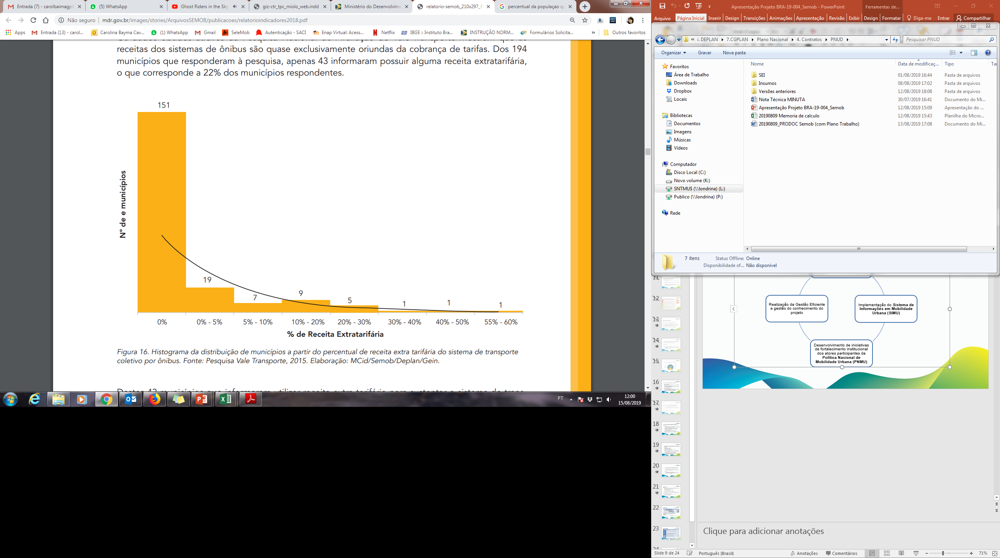 Entrada (7) - carolbaimagp@
(5) WhatsApp
Ghost Riders in the Sky
giz-ctr_tpc_miolo_web.indd
Ministério do Desenvolvime
relatorio-semob_210x297_F
percentual da populaçao qu
Não seguro | mdr.gov.br/images/stories/ArquivosSEMOB/publicacoes/relatorioindicadores2018.pdf
Apps
Entrada (13) - carol...
Carolina Bayma Cav...
(1) WhatsApp
Gmail
SeleMob
Autenticação - SACI
Enap Virtual: Acess...
Netflix
IBGE :: Instituto Bra...
INSTRUÇÃO NORM...
Formulários Solicita...
»
Outros favoritos
receitas dos sistemas de ônibus são quase exclusivamente oriundas da cobrança de tarifas. Dos 194
municípios que responderam à pesquisa, apenas 43 informaram possuir alguma receita extratarifária,
o que corresponde a 22% dos municípios respondentes.
N° de e municípios
151
19
7
9
5
1
1
1
0%
0% - 5%
5% - 10%
10% - 20%
20% - 30%
30% - 40%
40% - 50%
55% - 60%
% de Receita Extratarifária
Figura 16. Histograma da distribuição de municípios a partir do percentual de receita extra tarifária do sistema de transporte
coletivo por ônibus. Fonte: Pesquisa Vale Transporte, 2015. Elaboração: MCid/Semob/Deplan/Gein.
PT
12:00
15/08/2019
Apresentação Projeto BRA-19-004_Semob - PowerPoint
Ferramentas de...
Arquivo
Página Inicial
Inserir
Design
Transições
Animações
Apresentação
Revisão
Exibir
Design
Formatar
Diga-me
Entrar
Compartilhar
« i. DEPLAN ▸ 7.CGPLAN ▸ Plano Nacional ▸ 4. Contratos ▸ PNUD ▸
Pesquisar PNUD
Organizar
Gravar
Nova pasta
Favoritos
Área de Trabalho
Downloads
Dropbox
Locais
Bibliotecas
Documentos
Imagens
Músicas
Vídeos
Computador
Disco Local (C:)
Novo volume (K:)
SNTMU$ (\\londrina) (L:)
Publico (\\londrina) (P:)
Rede
Nome
Data de modificaç...
Tipo
Ta
SEI
01/08/2019 16:44
Pasta de arquivos
Insumos
08/08/2019 17:02
Pasta de arquivos
Versões anteriores
12/08/2019 18:08
Pasta de arquivos
Nota Técnica MINUTA
30/07/2019 16:41
Documento do Mi...
Apresentação Projeto BRA-19-004_Semob
12/08/2019 15:09
Apresentação do ...
20190809 Memoria de calculo
12/08/2019 15:43
Planilha do Micro...
20190809_PRODOC Semob (com Plano Trabalho)
13/08/2019 17:08
Documento do Mi...
7 itens
Status Offline: Online
Disponibilidade of... Não disponível
11
12
13
14
15
16
17
18
19
20
21
22
23
Realização da Gestão Eficiente
e gestão do conhecimento do
projeto
Implementação do Sistema de
Informações em Mobilidade
Urbana (SIMU)
Desenvolvimento de iniciativas
de fortalecimento institucional
dos atores participantes da
Política Nacional de
Mobilidade Urbana (PNMU)
Clique para adicionar anotações
Slide 9 de 24
Português (Brasil)
Anotações
Comentários
71%